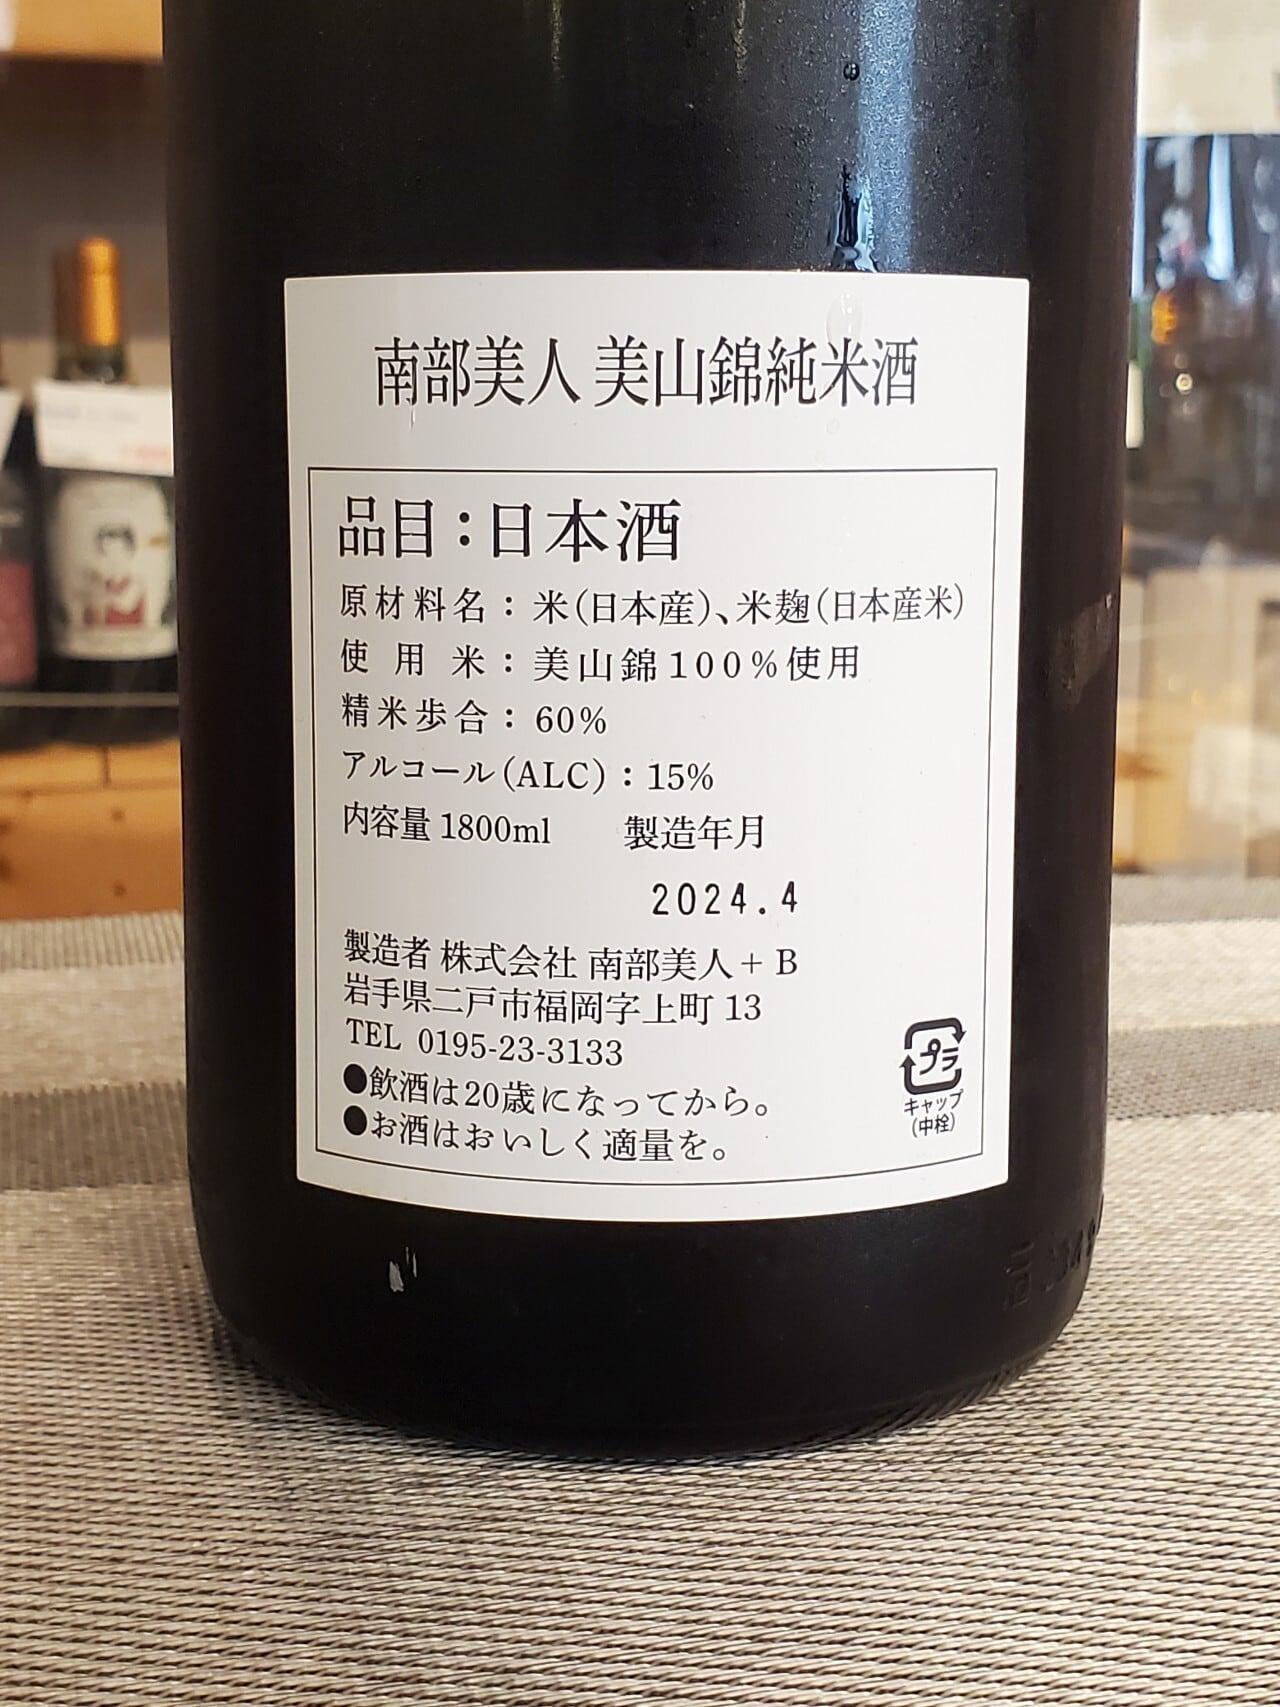 南部美人 美山錦純米酒
品目：日本酒
原材料名：米（日本産）、米麹（日本産米）
使用米：美山錦100％使用
精米歩合：60％
アルコール（ALC）：15％
内容量 1800ml 製造年月
2024.4
製造者 株式会社 南部美人＋B
岩手県二戸市福岡字上町 13
TEL 0195-23-3133
●飲酒は20歳になってから。
●お酒はおいしく適量を。
プラ
キャップ
（中栓）